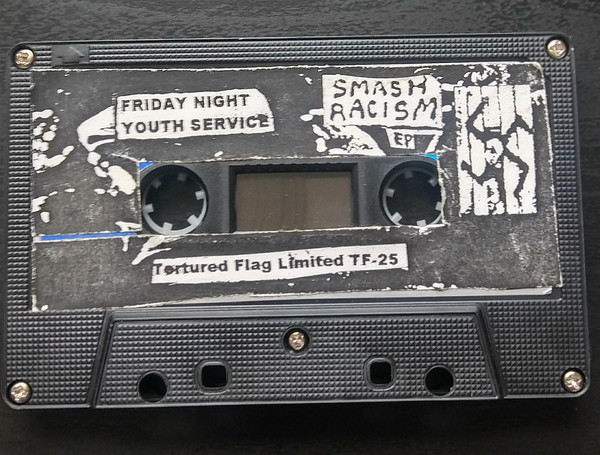 FRIDAY NIGHT
YOUTH SERVICE
SMASH
RACISM
EP!
Tortured Flag Limited TF-25